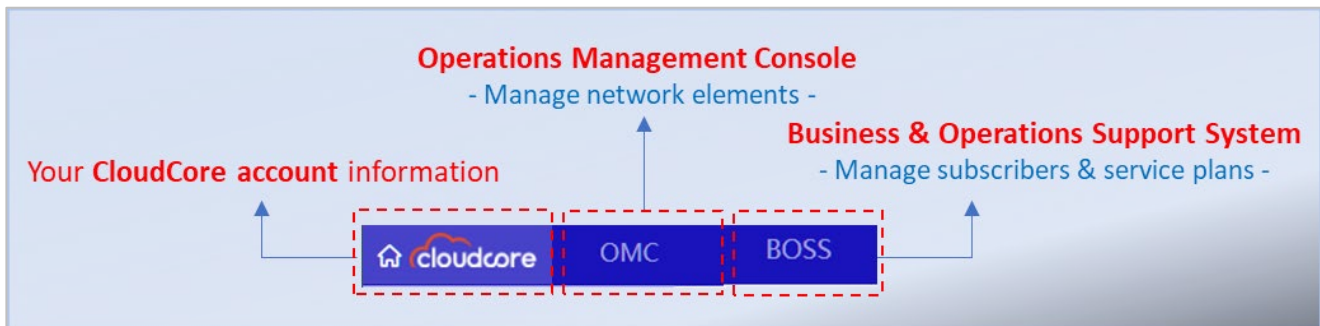 Operations Management Console
- Manage network elements -
Business & Operations Support System
- Manage subscribers & service plans -
Your CloudCore account information
cloudcore
OMC
BOSS